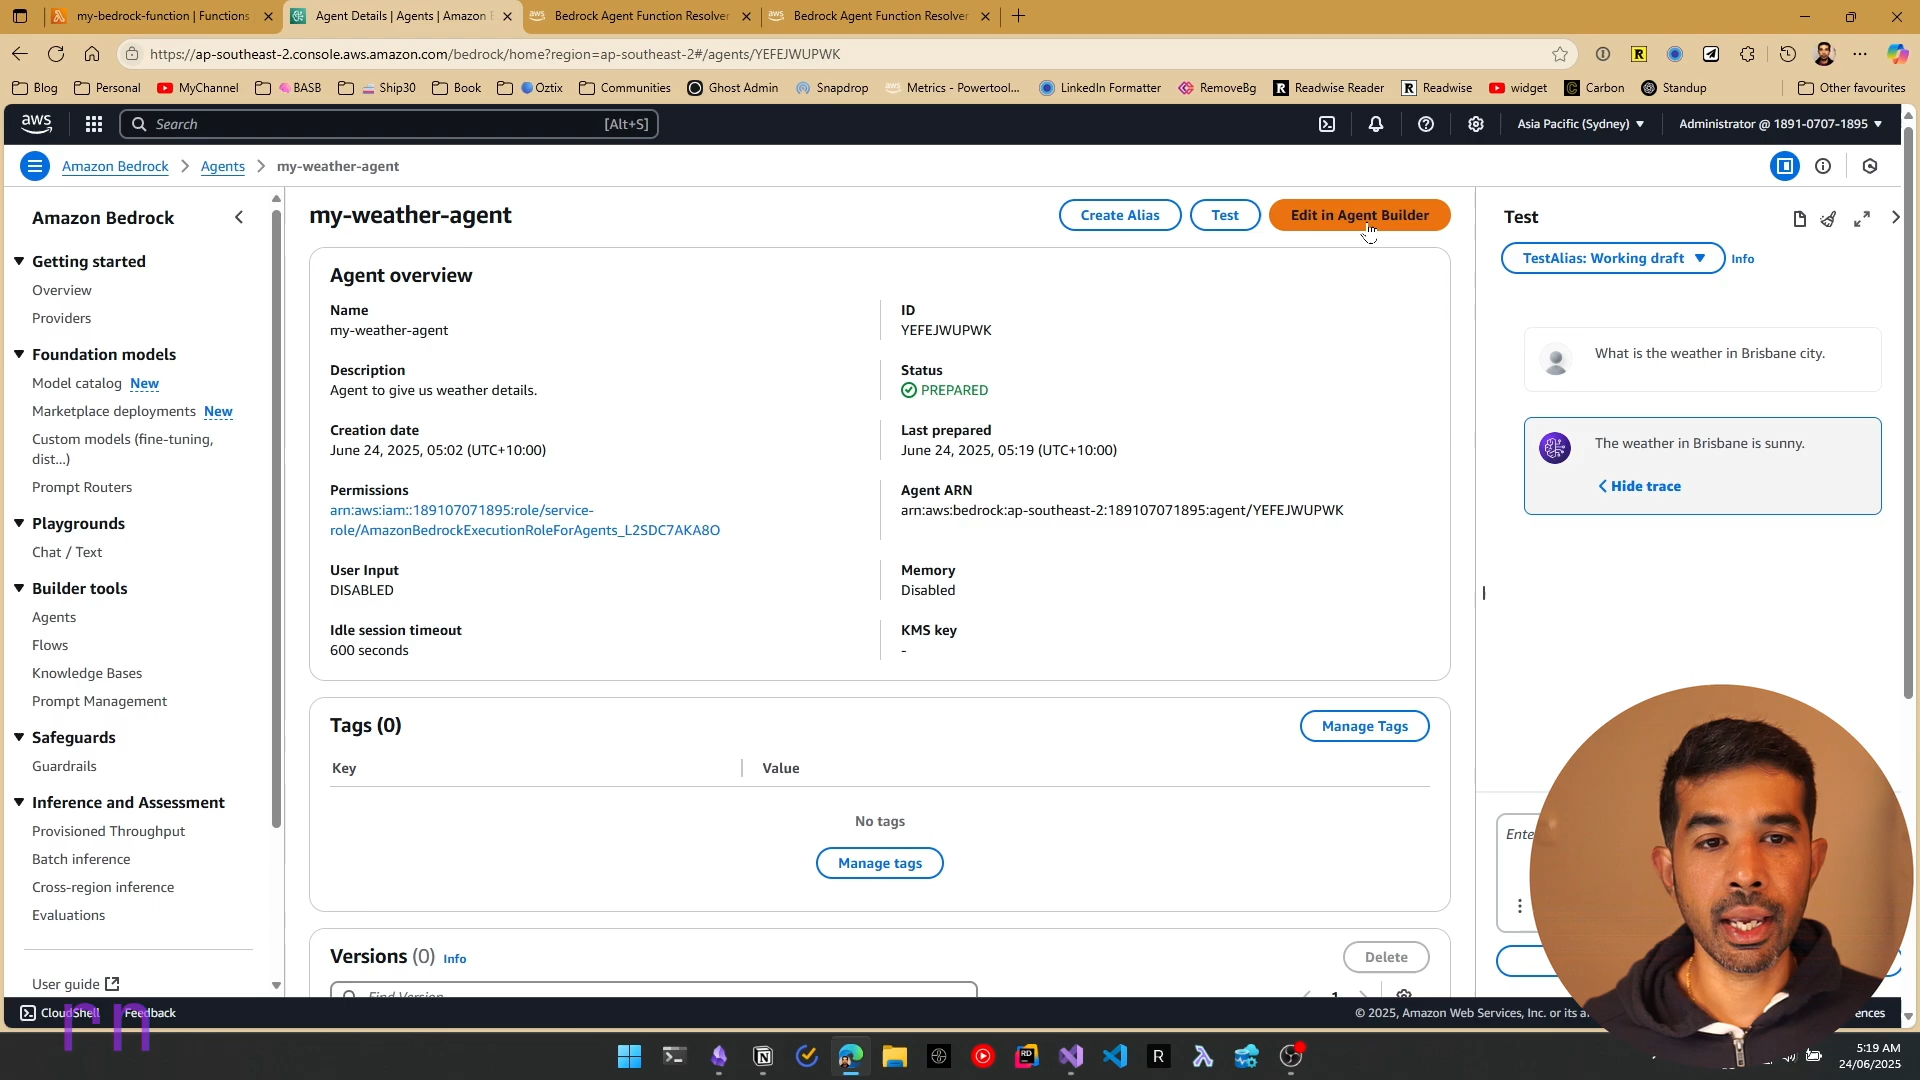 my-bedrock-function | Functions
Agent Details | Agents | Amazon
Bedrock Agent Function Resolver
Bedrock Agent Function Resolver
https://ap-southeast-2.console.aws.amazon.com/bedrock/home?region=ap-southeast-2#/agents/YEFEJWUPWK
Blog
Personal
MyChannel
BASB
Ship30
Book
Oztix
Communities
Ghost Admin
Snapdrop
Metrics - Powertool...
LinkedIn Formatter
RemoveBg
Readwise Reader
Readwise
widget
Carbon
Standup
Other favourites
aws
Search
[Alt+S]
Asia Pacific (Sydney)
Administrator @ 1891-0707-1895
Amazon Bedrock
Agents
my-weather-agent
Amazon Bedrock
Getting started
Overview
Providers
Foundation models
Model catalog New
Marketplace deployments New
Custom models (fine-tuning,
dist...)
Prompt Routers
Playgrounds
Chat / Text
Builder tools
Agents
Flows
Knowledge Bases
Prompt Management
Safeguards
Guardrails
Inference and Assessment
Provisioned Throughput
Batch inference
Cross-region inference
Evaluations
User guide
my-weather-agent
Create Alias
Test
Edit in Agent Builder
Agent overview
Name
my-weather-agent
ID
YEFEJWUPWK
Description
Agent to give us weather details.
Status
PREPARED
Creation date
June 24, 2025, 05:02 (UTC+10:00)
Last prepared
June 24, 2025, 05:19 (UTC+10:00)
Permissions
arn:aws:iam::189107071895:role/service-
role/AmazonBedrockExecutionRoleForAgents_L2SDC7AKA8O
Agent ARN
arn:aws:bedrock:ap-southeast-2:189107071895:agent/YEFEJWUPWK
User Input
DISABLED
Memory
Disabled
Idle session timeout
600 seconds
KMS key
-
Tags (0)
Manage Tags
Key
Value
No tags
Manage tags
Versions (0) Info
Delete
Find Version
1
Test
TestAlias: Working draft
Info
What is the weather in Brisbane city.
The weather in Brisbane is sunny.
Hide trace
CloudShell
Feedback
© 2025, Amazon Web Services, Inc. or its
rn
5:19 AM
24/06/2025